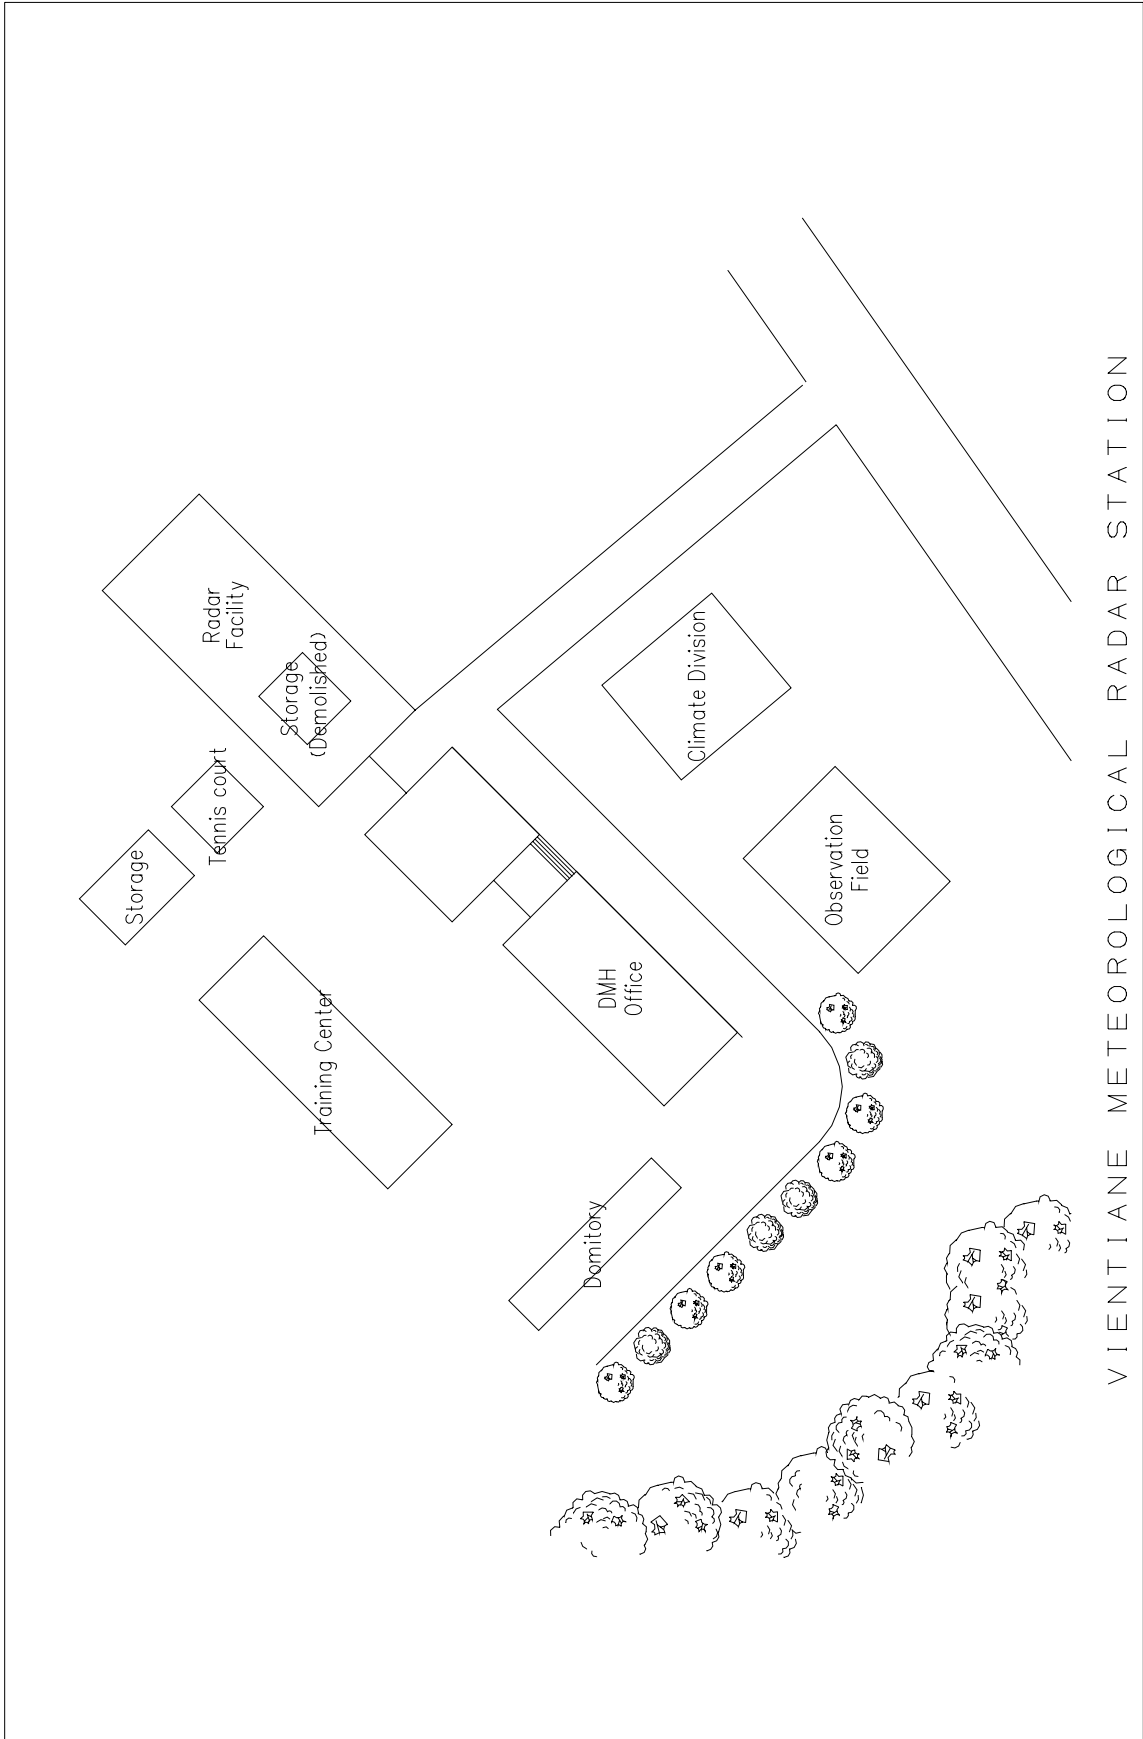 Storage
Tennis court
Radar
Facility
Storage
(Demolished)
Training Center
DMH
Office
Domitory
Climate Division
Observation
Field
VIENTIANE METEOROLOGICAL RADAR STATION